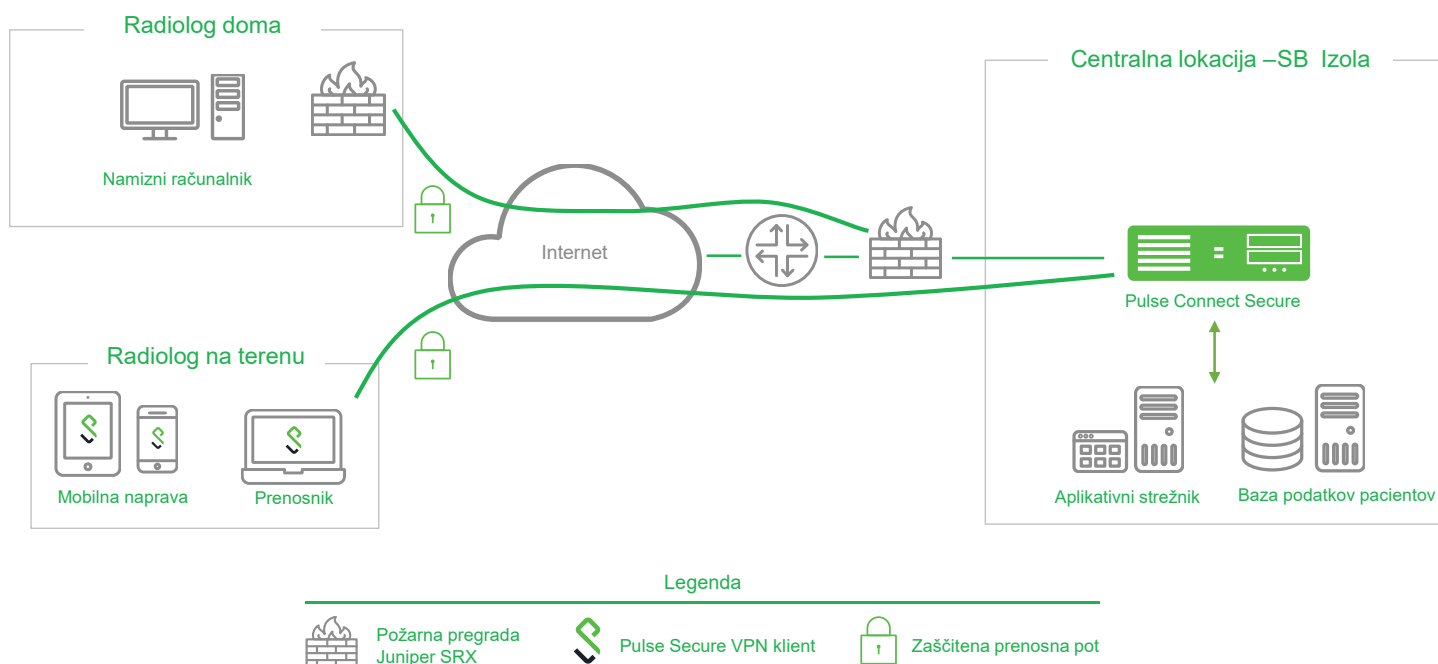 Radiolog doma
Centralna lokacija –SB Izola
Namizni računalnik
Internet
Pulse Connect Secure
Radiolog na terenu
Mobilna naprava
Prenosnik
Aplikativni strežnik
Baza podatkov pacientov
Legenda
Požarna pregrada
Juniper SRX
Pulse Secure VPN klient
Zaščitena prenosna pot